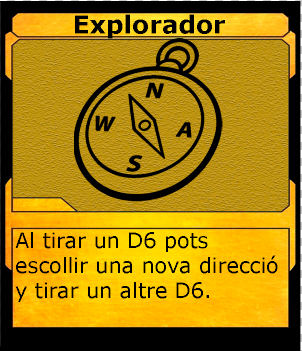 Explorador
N
W
A
S
Al tirar un D6 pots
escollir una nova direcció
y tirar un altre D6.